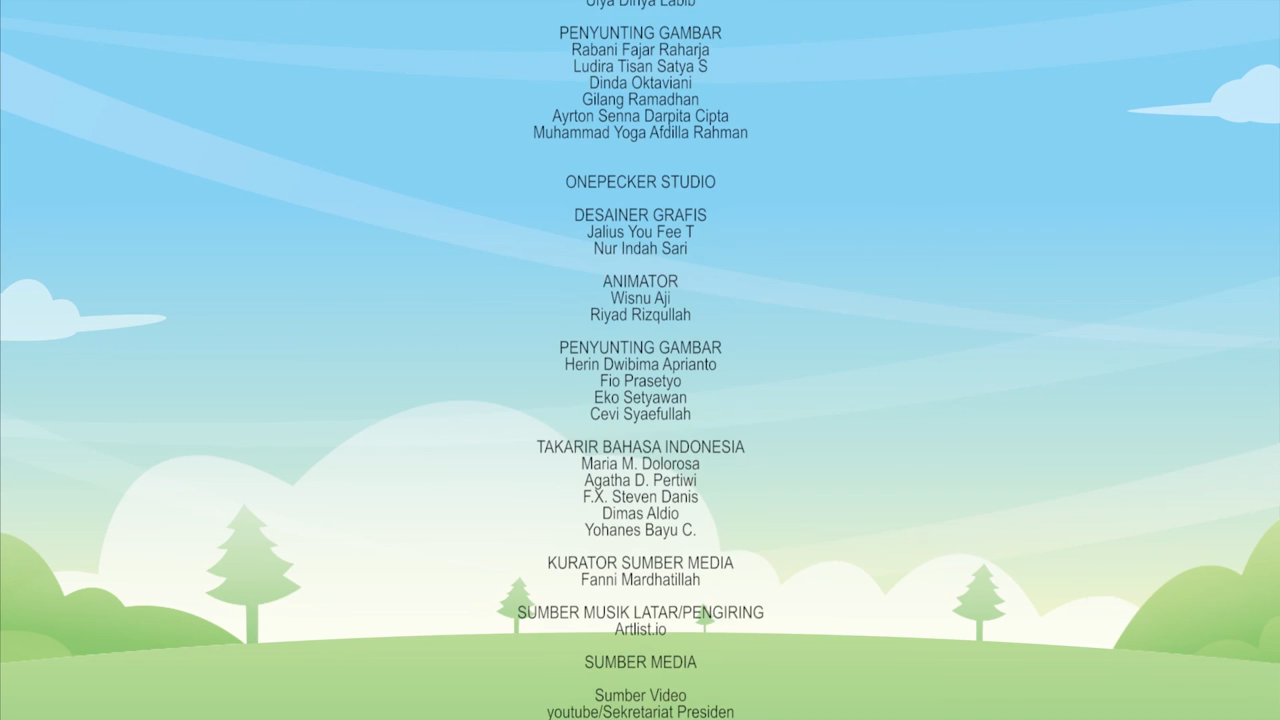 Ulya Dinya Labib
PENYUNTING GAMBAR
Rabani Fajar Raharja
Ludira Tisan Satya S
Dinda Oktaviani
Gilang Ramadhan
Ayrton Senna Darpita Cipta
Muhammad Yoga Afdilla Rahman
ONEPECKER STUDIO
DESAINER GRAFIS
Jalius You Fee T
Nur Indah Sari
ANIMATOR
Wisnu Aji
Riyad Rizqullah
PENYUNTING GAMBAR
Herin Dwibima Aprianto
Fio Prasetyo
Eko Setyawan
Cevi Syaefullah
TAKARIR BAHASA INDONESIA
Maria M. Dolorosa
Agatha D. Pertiwi
F.X. Steven Danis
Dimas Aldio
Yohanes Bayu C.
KURATOR SUMBER MEDIA
Fanni Mardhatillah
SUMBER MUSIK LATAR/PENGIRING
Artlist.io
SUMBER MEDIA
Sumber Video
youtube/Sekretariat Presiden